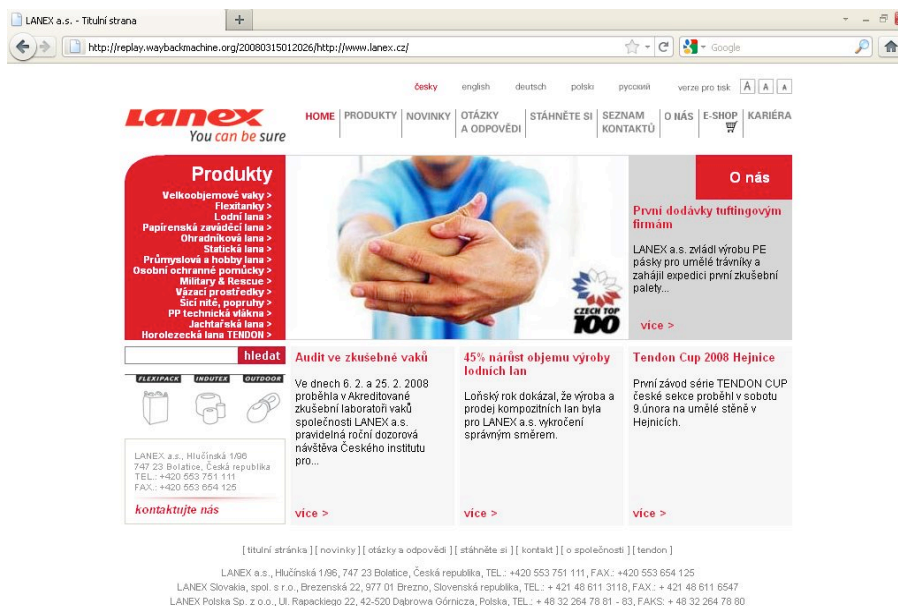 LANEX a.s. - Titulní strana
http://replay.waybackmachine.org/20080315012026/http://www.lanex.cz/
Google
česky english deutsch polski русский verze pro tisk A A A
Lanex
You can be sure
HOME
PRODUKTY
NOVINKY
OTÁZKY
A ODPOVĚDI
STÁHNĚTE SI
SEZNAM
KONTAKTŮ
O NÁS
E-SHOP
KARIÉRA
Produkty
Velkoobjemové vaky >
Flexitanky >
Lodní lana >
Papírenská zaváděcí lana >
Ohradníková lana >
Statická lana >
Průmyslová a hobby lana >
Osobní ochranné pomůcky >
Military & Rescue >
Vázací prostředky >
Šicí nitě, popruhy >
PP technická vlákna >
Jachtařská lana >
Horolezecká lana TENDON >
CZECH TOP
100
O nás
První dodávky tuftingovým
firmám
LANEX a.s. zvládl výrobu PE
pásky pro umělé trávníky a
zahájil expedici první zkušební
palety...
více >
hledat
FLEXIPACK INDUTEX OUTDOOR
LANEX a.s., Hlučínská 1/96
747 23 Bolatice, Česká republika
TEL.: +420 553 751 111
FAX.: +420 553 654 125
kontaktujte nás
Audit ve zkušebně vaků
Ve dnech 6. 2. a 25. 2. 2008
proběhla v Akreditované
zkušební laboratoři vaků
společnosti LANEX a.s.
pravidelná roční dozorová
návštěva Českého institutu
pro...
více >
45% nárůst objemu výroby
lodních lan
Loňský rok dokázal, že výroba a
prodej kompozitních lan byla
pro LANEX a.s. vykročení
správným směrem.
více >
Tendon Cup 2008 Hejnice
První závod série TENDON CUP
české sekce proběhl v sobotu
9.února na umělé stěně v
Hejnicích.
více >
[ titulní stránka ] [ novinky ] [ otázky a odpovědi ] [ stáhněte si ] [ kontakt ] [ o společnosti ] [ tendon ]
LANEX a.s., Hlučínská 1/96, 747 23 Bolatice, Česká republika, TEL.: +420 553 751 111, FAX.: +420 553 654 125
LANEX Slovakia, spol. s r.o., Brezenská 22, 977 01 Brezno, Slovenská republika, TEL.: + 421 48 611 3118, FAX.: + 421 48 611 6547
LANEX Polska Sp. z o.o., Ul. Rapackiego 22, 42-520 Dąbrowa Górnicza, Polska, TEL.: + 48 32 264 78 81 - 83, FAKS: + 48 32 264 78 80